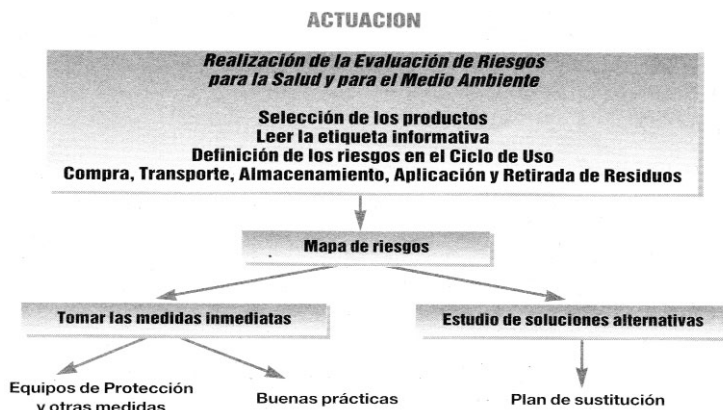 ACTUACION
Realización de la Evaluación de Riesgos
para la Salud y para el Medio Ambiente
Selección de los productos
Leer la etiqueta informativa
Definición de los riesgos en el Ciclo de Uso
Compra, Transporte, Almacenamiento, Aplicación y Retirada de Residuos
Mapa de riesgos
Tomar las medidas inmediatas
Estudio de soluciones alternativas
Equipos de Protección
y otras medidas
Buenas prácticas
Plan de sustitución